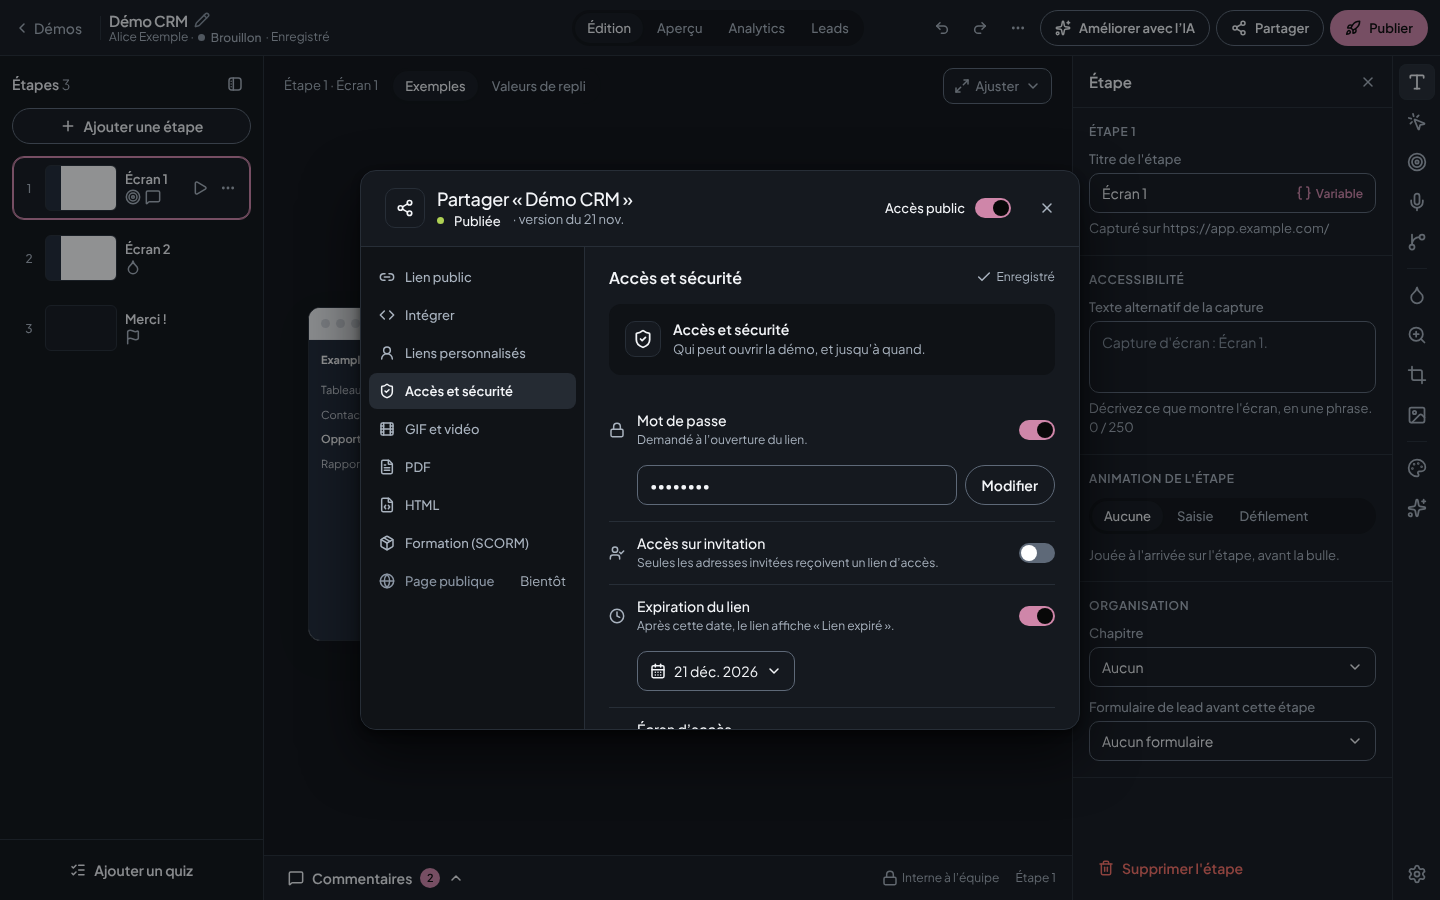 Démos
Démo CRM
Alice Exemple · Brouillon · Enregistré
Édition
Aperçu
Analytics
Leads
Améliorer avec l’IA
Partager
Publier
Étapes 3
Ajouter une étape
1
Écran 1
2
Écran 2
3
Merci !
Ajouter un quiz
Étape 1 · Écran 1
Exemples
Valeurs de repli
Ajuster
Partager « Démo CRM »
Publiée · version du 21 nov.
Accès public
Lien public
Intégrer
Liens personnalisés
Accès et sécurité
GIF et vidéo
PDF
HTML
Formation (SCORM)
Page publique
Bientôt
Accès et sécurité
Enregistré
Accès et sécurité
Qui peut ouvrir la démo, et jusqu’à quand.
Mot de passe
Demandé à l’ouverture du lien.
••••••••
Modifier
Accès sur invitation
Seules les adresses invitées reçoivent un lien d’accès.
Expiration du lien
Après cette date, le lien affiche « Lien expiré ».
21 déc. 2026
Écran d’accès
Commentaires 2
Interne à l’équipe
Étape 1
Étape
ÉTAPE 1
Titre de l’étape
Écran 1
{ } Variable
Capturé sur https://app.example.com/
ACCESSIBILITÉ
Texte alternatif de la capture
Capture d’écran : Écran 1.
Décrivez ce que montre l’écran, en une phrase.
0 / 250
ANIMATION DE L’ÉTAPE
Aucune
Saisie
Défilement
Jouée à l’arrivée sur l’étape, avant la bulle.
ORGANISATION
Chapitre
Aucun
Formulaire de lead avant cette étape
Aucun formulaire
Supprimer l’étape